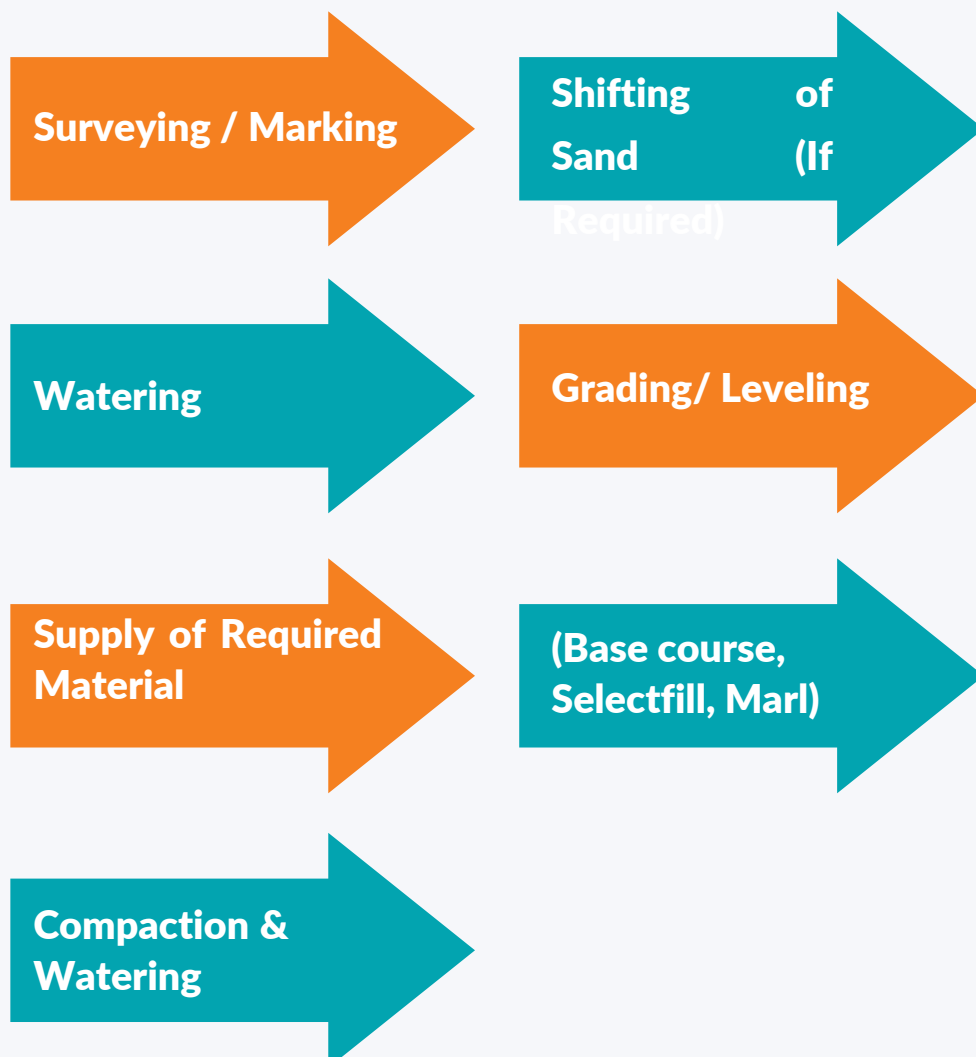 Surveying / Marking
Shifting of
Sand (If
Required)
Watering
Grading/ Leveling
Supply of Required
Material
(Base course,
Selectfill, Marl)
Compaction &
Watering